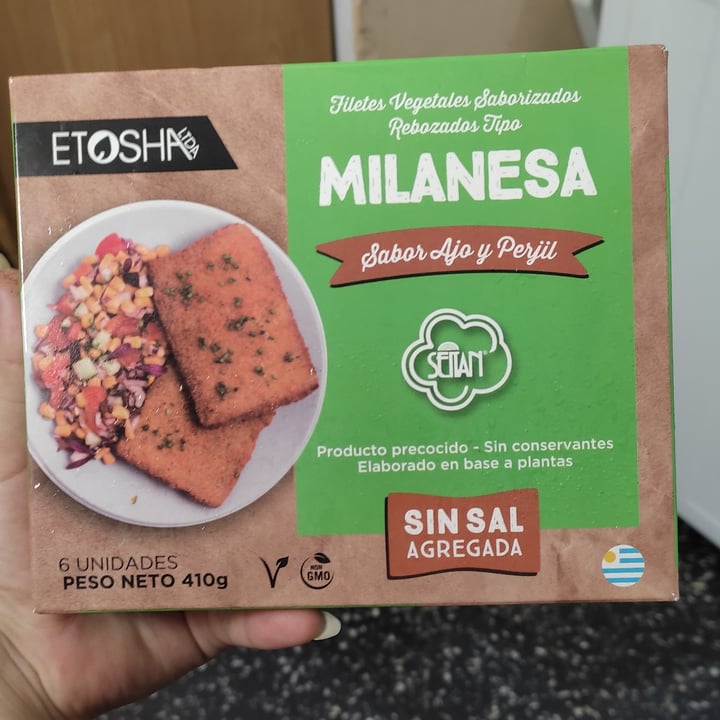 ETOSHA LTDA
Filetes Vegetales Saborizados
Rebozados Tipo
MILANESA
Sabor Ajo y Perjil
SEITAN®
Producto precocido - Sin conservantes
Elaborado en base a plantas
SIN SAL
AGREGADA
6 UNIDADES
PESO NETO 410g
NON
GMO